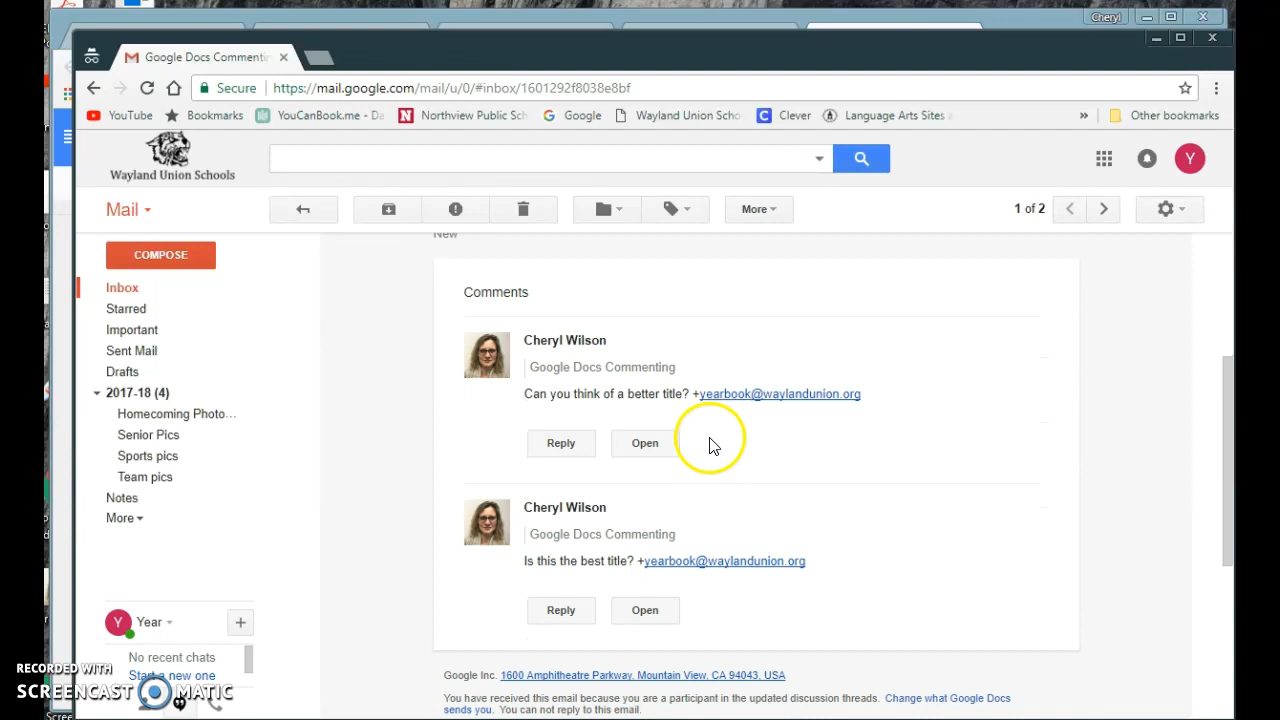 Cheryl
Google Docs Commentin
Secure
https://mail.google.com/mail/u/0/#inbox/1601292f8038e8bf
YouTube
Bookmarks
YouCanBook.me - Da
Northview Public Sch
Google
Wayland Union Scho
Clever
Language Arts Sites a
»
Other bookmarks
Wayland Union Schools
Y
Mail
More
1 of 2
COMPOSE
Inbox
Starred
Important
Sent Mail
Drafts
2017-18 (4)
Homecoming Photo…
Senior Pics
Sports pics
Team pics
Notes
More
New
Comments
Cheryl Wilson
Google Docs Commenting
Can you think of a better title? +yearbook@waylandunion.org
Reply
Open
Cheryl Wilson
Google Docs Commenting
Is this the best title? +yearbook@waylandunion.org
Reply
Open
Google Inc. 1600 Amphitheatre Parkway, Mountain View, CA 94043, USA
You have received this email because you are a participant in the updated discussion threads. Change what Google Docs
sends you. You can not reply to this email.
Y
Year
+
No recent chats
Start a new one
RECORDED WITH
SCREENCAST MATIC